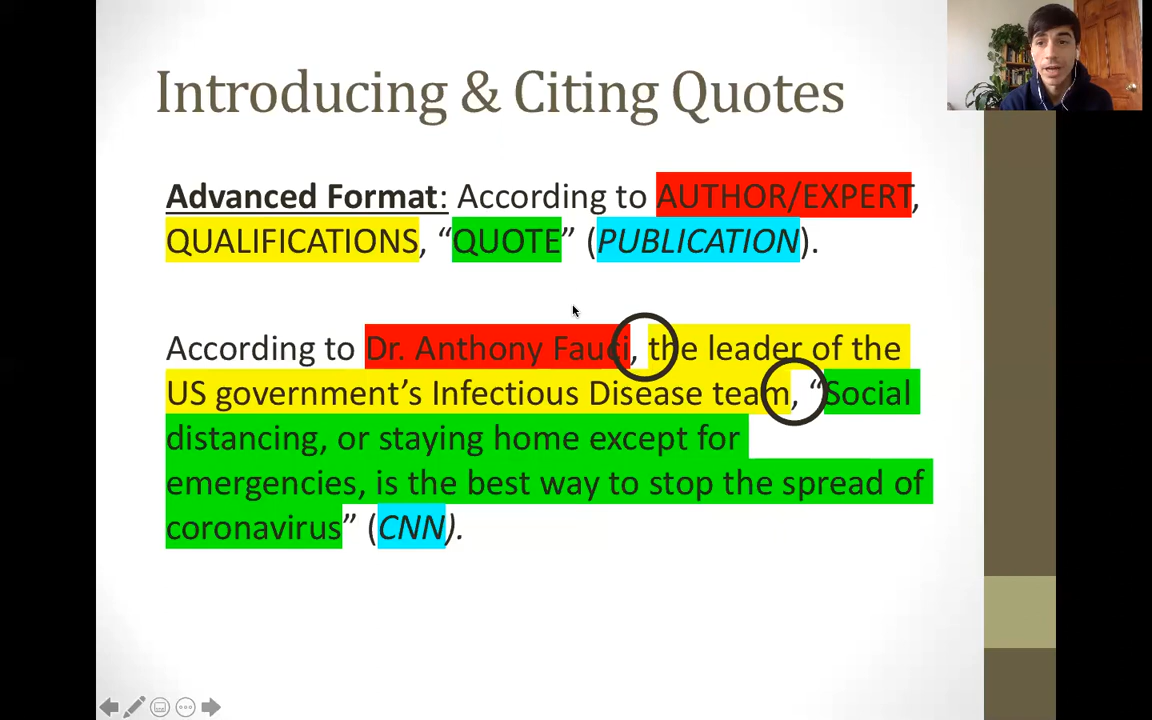 Introducing & Citing Quotes
Advanced Format: According to AUTHOR/EXPERT,
QUALIFICATIONS, “QUOTE” (PUBLICATION).
According to Dr. Anthony Fauci, the leader of the
US government’s Infectious Disease team, “Social
distancing, or staying home except for
emergencies, is the best way to stop the spread of
coronavirus” (CNN).